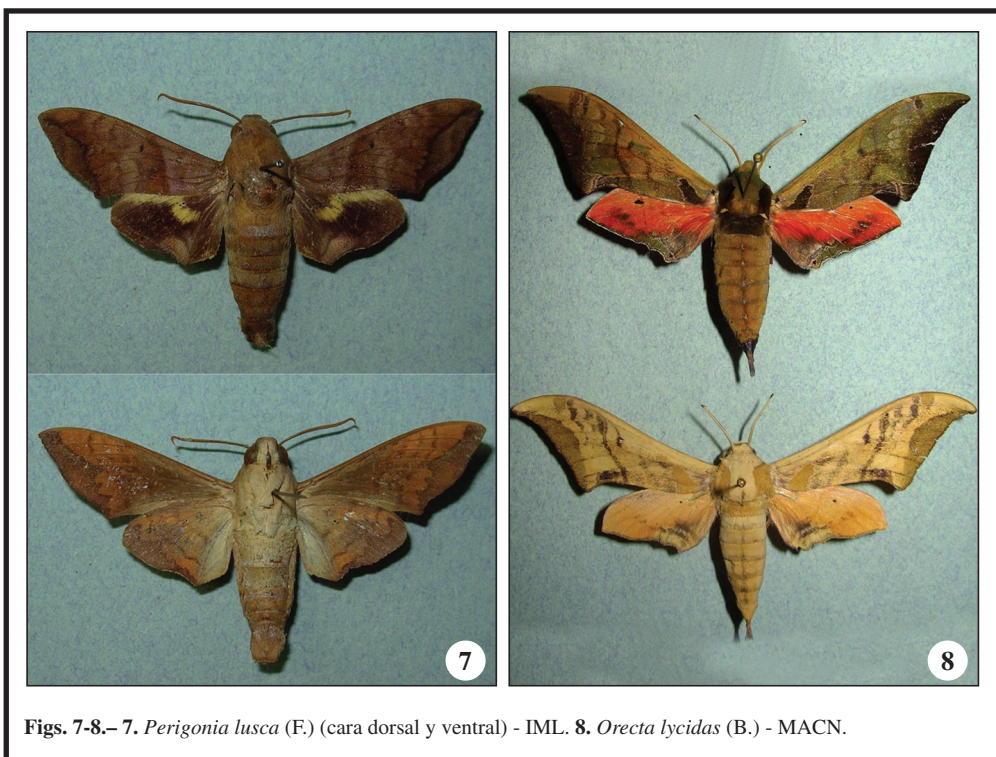 7
8
Figs. 7-8.– 7. Perigonia lusca (F.) (cara dorsal y ventral) - IML. 8. Orecta lycidas (B.) - MACN.